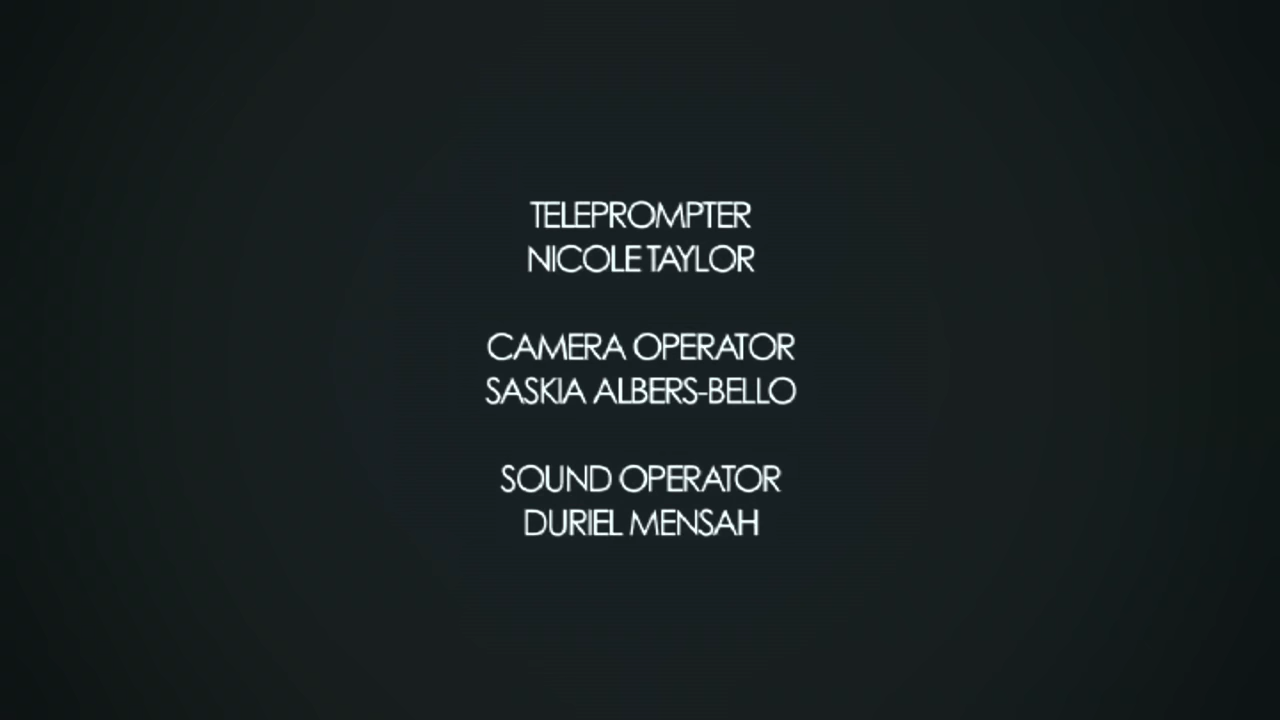 TELEPROMPTER
NICOLE TAYLOR
CAMERA OPERATOR
SASKIA ALBERS-BELLO
SOUND OPERATOR
DURIEL MENSAH